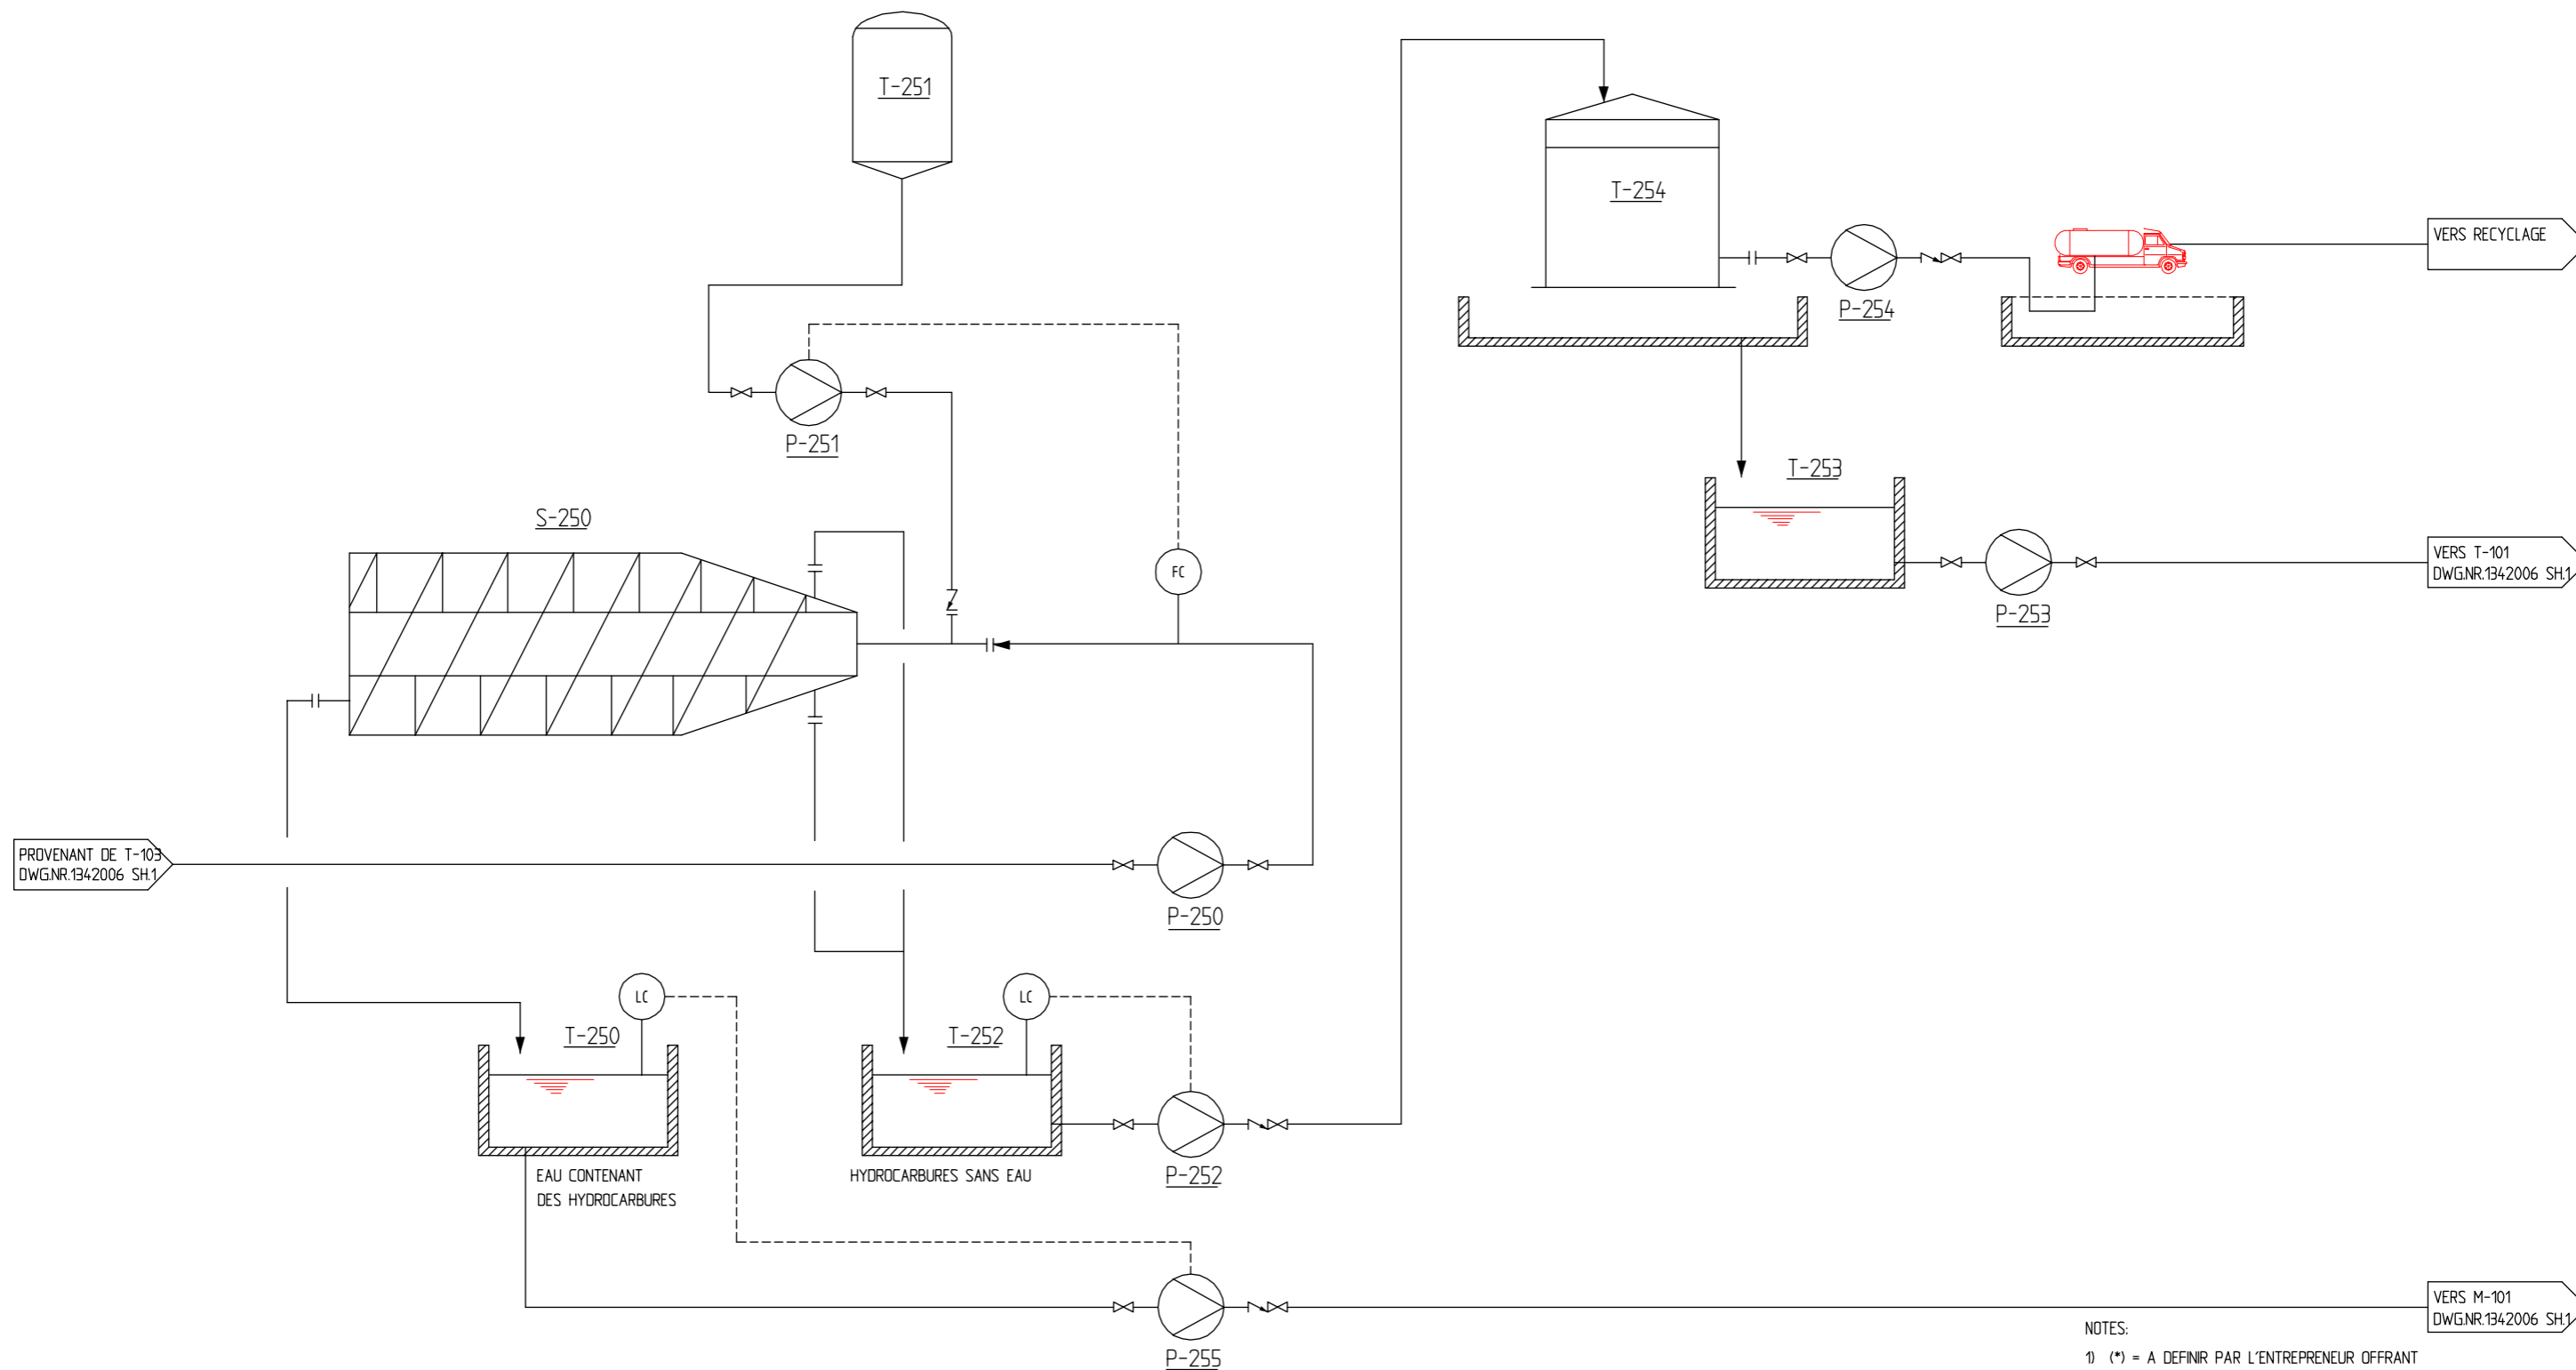 T-251
T-254
VERS RECYCLAGE
P-254
P-251
T-253
S-250
VERS T-101
DWG.NR.1342006 SH.1
FC
P-253
PROVENANT DE T-103
DWG.NR.1342006 SH.1
P-250
LC
LC
T-250
T-252
EAU CONTENANT
DES HYDROCARBURES
HYDROCARBURES SANS EAU
P-252
VERS M-101
DWG.NR.1342006 SH.1
P-255
NOTES:
1) (*) = A DEFINIR PAR L'ENTREPRENEUR OFFRANT